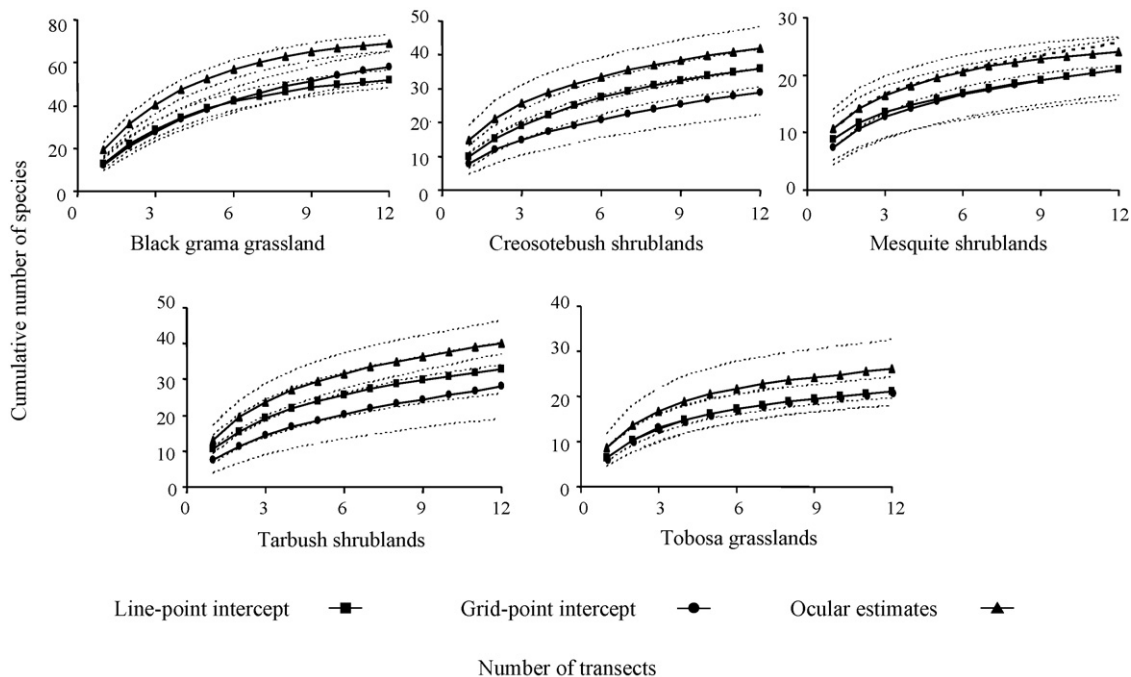 Cumulative number of species
80
60
40
20
0
0 3 6 9 12
Black grama grassland
50
40
30
20
10
0
0 3 6 9 12
Creosotebush shrublands
30
20
10
0
0 3 6 9 12
Mesquite shrublands
50
40
30
20
10
0
0 3 6 9 12
Tarbush shrublands
40
30
20
10
0
0 3 6 9 12
Tobosa grasslands
Line-point intercept Grid-point intercept Ocular estimates
Number of transects